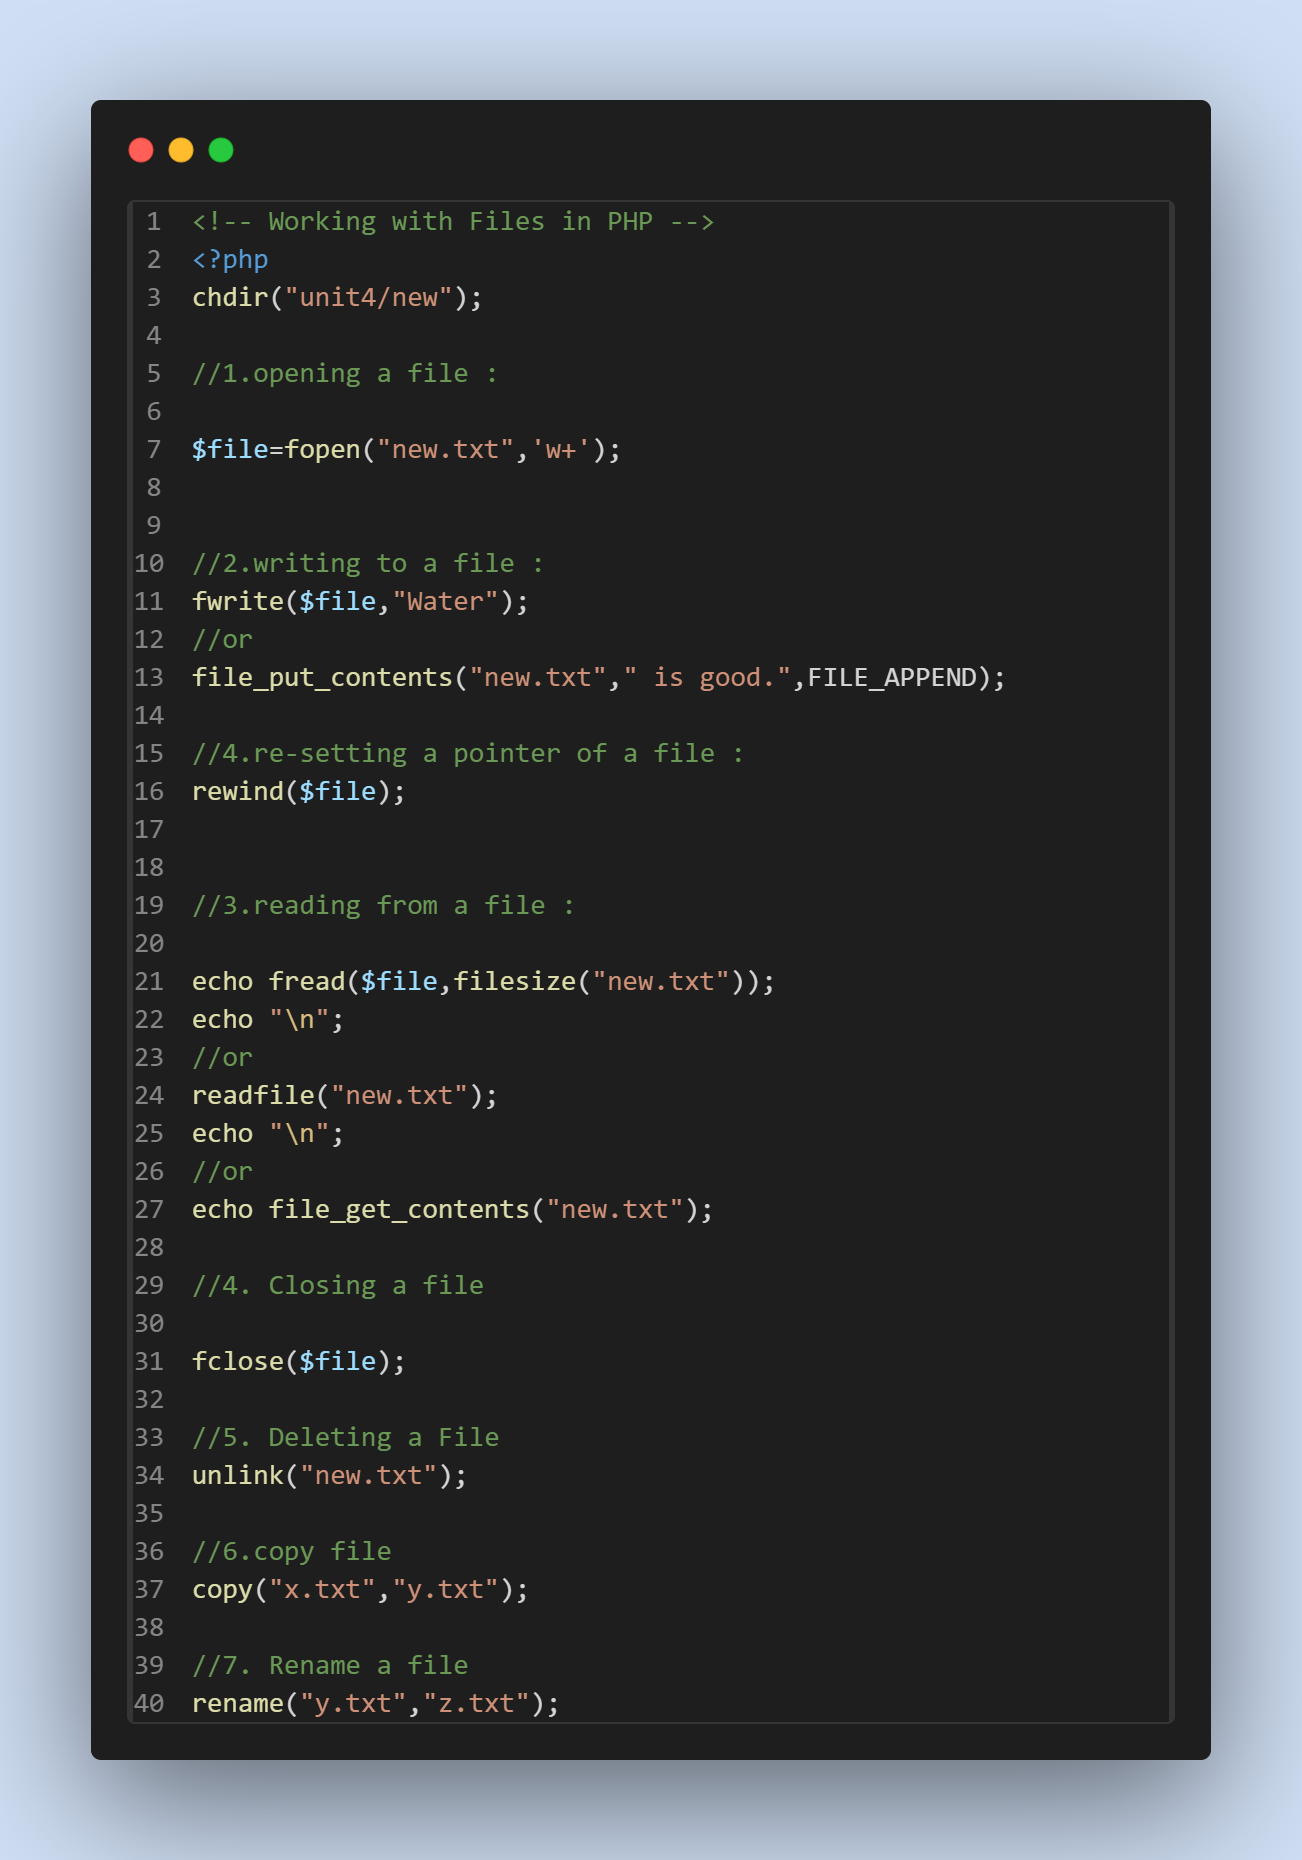 1 <!-- Working with Files in PHP -->
2 <?php
3 chdir("unit4/new");
4
5 //1.opening a file :
6
7 $file=fopen("new.txt",'w+');
8
9
10 //2.writing to a file :
11 fwrite($file,"Water");
12 //or
13 file_put_contents("new.txt"," is good.",FILE_APPEND);
14
15 //4.re-setting a pointer of a file :
16 rewind($file);
17
18
19 //3.reading from a file :
20
21 echo fread($file,filesize("new.txt"));
22 echo "\n";
23 //or
24 readfile("new.txt");
25 echo "\n";
26 //or
27 echo file_get_contents("new.txt");
28
29 //4. Closing a file
30
31 fclose($file);
32
33 //5. Deleting a File
34 unlink("new.txt");
35
36 //6.copy file
37 copy("x.txt","y.txt");
38
39 //7. Rename a file
40 rename("y.txt","z.txt");